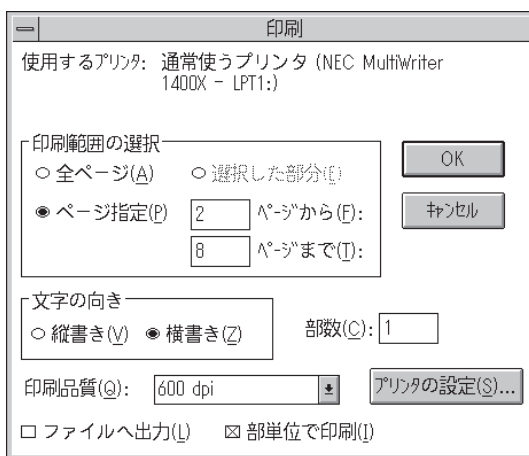 印刷
使用するﾌﾟﾘﾝﾀ: 通常使うプリンタ (NEC MultiWriter
1400X - LPT1:)
印刷範囲の選択
全ページ(A) 選択した部分(E)
ページ指定(P) 2 ﾍﾟｰｼﾞから(F):
8 ﾍﾟｰｼﾞまで(T):
OK
ｷｬﾝｾﾙ
文字の向き
縦書き(V) 横書き(Z)
部数(C): 1
印刷品質(Q): 600 dpi
ﾌﾟﾘﾝﾀの設定(S)...
ファイルへ出力(L) 部単位で印刷(I)